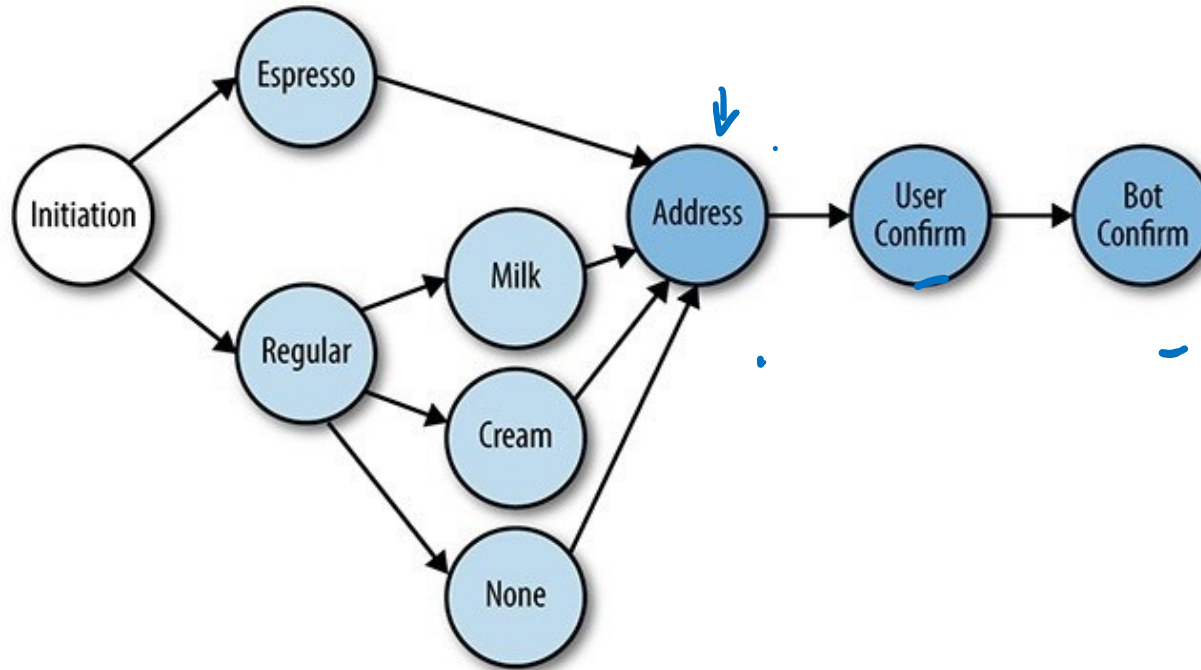 Espresso
Initiation
Address
User
Confirm
Bot
Confirm
Milk
Regular
Cream
None